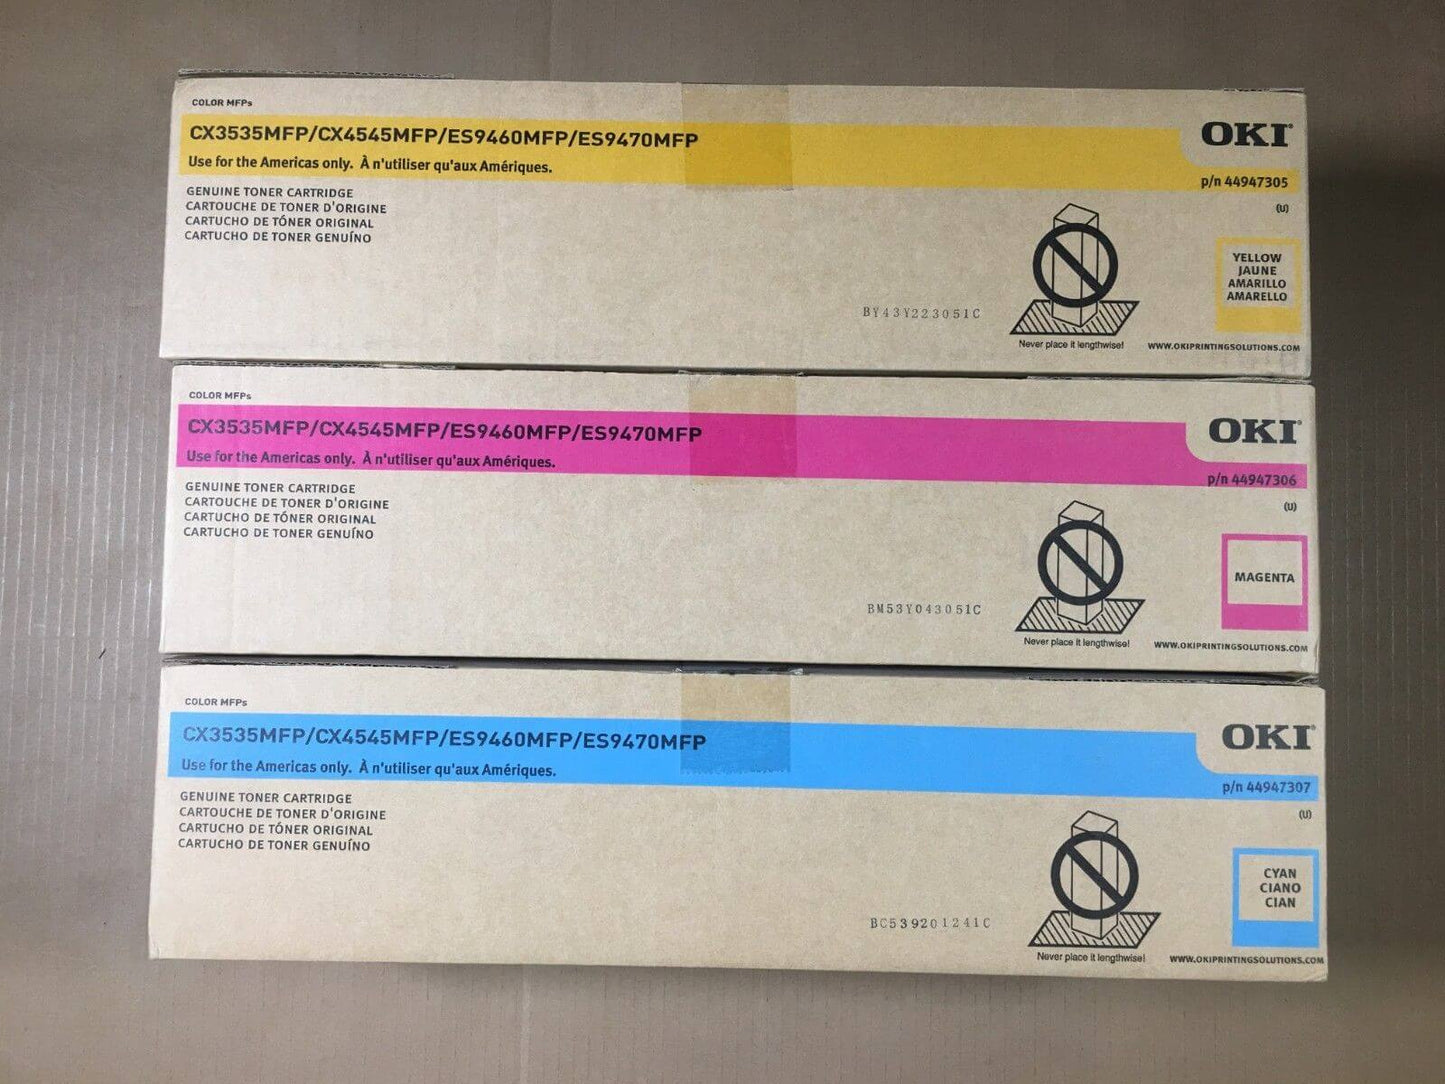 COLOR MFPs
CX3535MFP/CX4545MFP/ES9460MFP/ES9470MFP
OKI®
Use for the Americas only. À n'utiliser qu'aux Amériques.
p/n 44947305
GENUINE TONER CARTRIDGE
CARTOUCHE DE TONER D'ORIGINE
CARTUCHO DE TÓNER ORIGINAL
CARTUCHO DE TONER GENUÍNO
(U)
YELLOW
JAUNE
AMARILLO
AMARELLO
BY43Y223051C
Never place it lengthwise!
WWW.OKIPRINTINGSOLUTIONS.COM
COLOR MFPs
CX3535MFP/CX4545MFP/ES9460MFP/ES9470MFP
OKI®
Use for the Americas only. À n'utiliser qu'aux Amériques.
p/n 44947306
GENUINE TONER CARTRIDGE
CARTOUCHE DE TONER D'ORIGINE
CARTUCHO DE TÓNER ORIGINAL
CARTUCHO DE TONER GENUÍNO
(U)
MAGENTA
BM53Y043051C
Never place it lengthwise!
WWW.OKIPRINTINGSOLUTIONS.COM
COLOR MFPs
CX3535MFP/CX4545MFP/ES9460MFP/ES9470MFP
OKI®
Use for the Americas only. À n'utiliser qu'aux Amériques.
p/n 44947307
GENUINE TONER CARTRIDGE
CARTOUCHE DE TONER D'ORIGINE
CARTUCHO DE TÓNER ORIGINAL
CARTUCHO DE TONER GENUÍNO
(U)
CYAN
CIANO
CIAN
BC539201241C
Never place it lengthwise!
WWW.OKIPRINTINGSOLUTIONS.COM